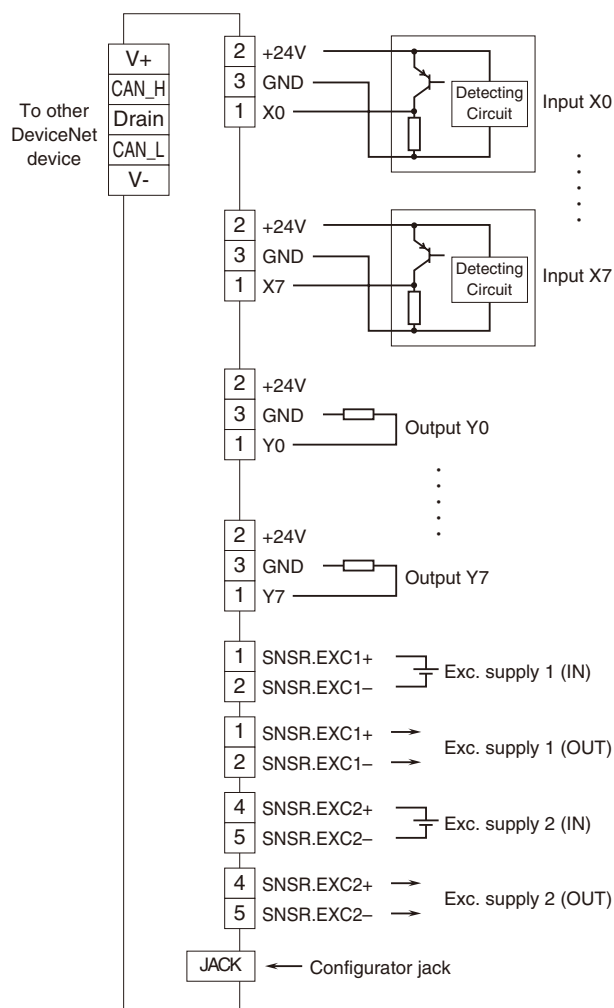 To other
DeviceNet
device
V+
CAN_H
Drain
CAN_L
V-
2 +24V
3 GND
1 X0
Detecting
Circuit
Input X0
2 +24V
3 GND
1 X7
Detecting
Circuit
Input X7
2 +24V
3 GND
1 Y0
Output Y0
2 +24V
3 GND
1 Y7
Output Y7
1 SNSR.EXC1+
2 SNSR.EXC1–
Exc. supply 1 (IN)
1 SNSR.EXC1+
2 SNSR.EXC1–
Exc. supply 1 (OUT)
4 SNSR.EXC2+
5 SNSR.EXC2–
Exc. supply 2 (IN)
4 SNSR.EXC2+
5 SNSR.EXC2–
Exc. supply 2 (OUT)
JACK
Configurator jack